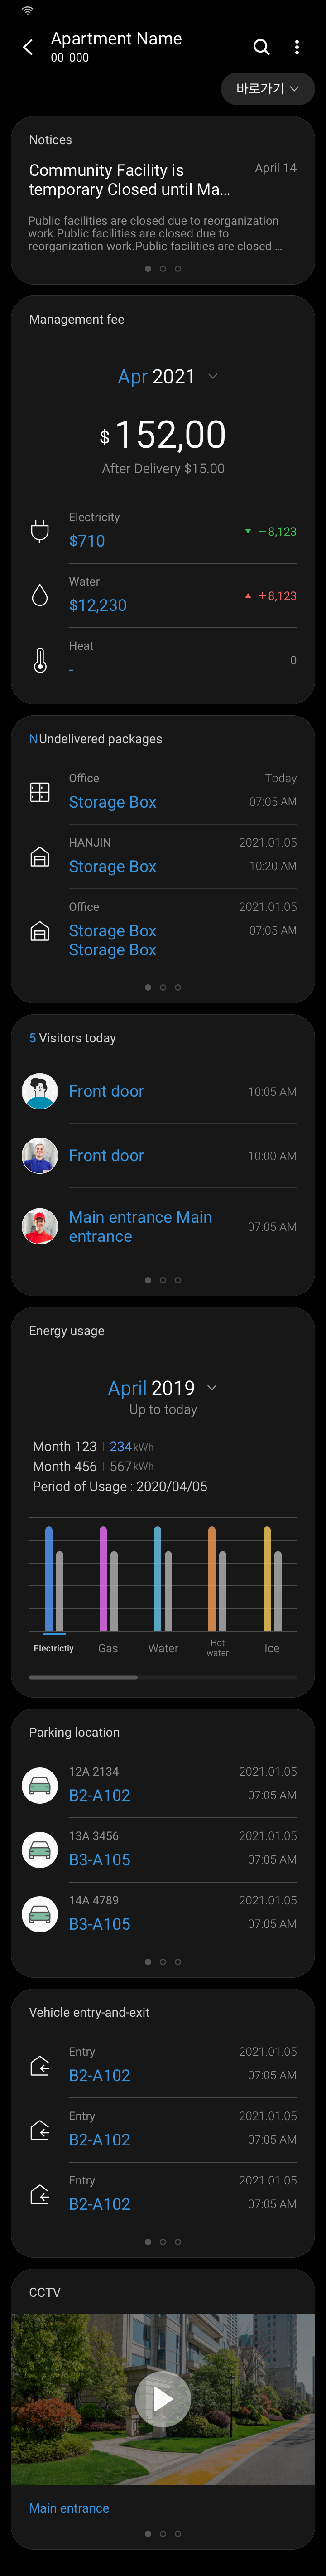 Apartment Name
00_000
바로가기
Notices
Community Facility is
temporary Closed until Ma...
April 14
Public facilities are closed due to reorganization
work.Public facilities are closed due to
reorganization work.Public facilities are closed ...
Management fee
Apr 2021
$ 152,00
After Delivery $15.00
Electricity
$710
−8,123
Water
$12,230
+8,123
Heat
-
0
NUndelivered packages
Office
Today
Storage Box
07:05 AM
HANJIN
2021.01.05
Storage Box
10:20 AM
Office
2021.01.05
Storage Box
07:05 AM
Storage Box
5 Visitors today
Front door
10:05 AM
Front door
10:00 AM
Main entrance Main
entrance
07:05 AM
Energy usage
April 2019
Up to today
Month 123 | 234kWh
Month 456 | 567kWh
Period of Usage : 2020/04/05
Electrictiy
Gas
Water
Hot
water
Ice
Parking location
12A 2134
2021.01.05
B2-A102
07:05 AM
13A 3456
2021.01.05
B3-A105
07:05 AM
14A 4789
2021.01.05
B3-A105
07:05 AM
Vehicle entry-and-exit
Entry
2021.01.05
B2-A102
07:05 AM
Entry
2021.01.05
B2-A102
07:05 AM
Entry
2021.01.05
B2-A102
07:05 AM
CCTV
Main entrance